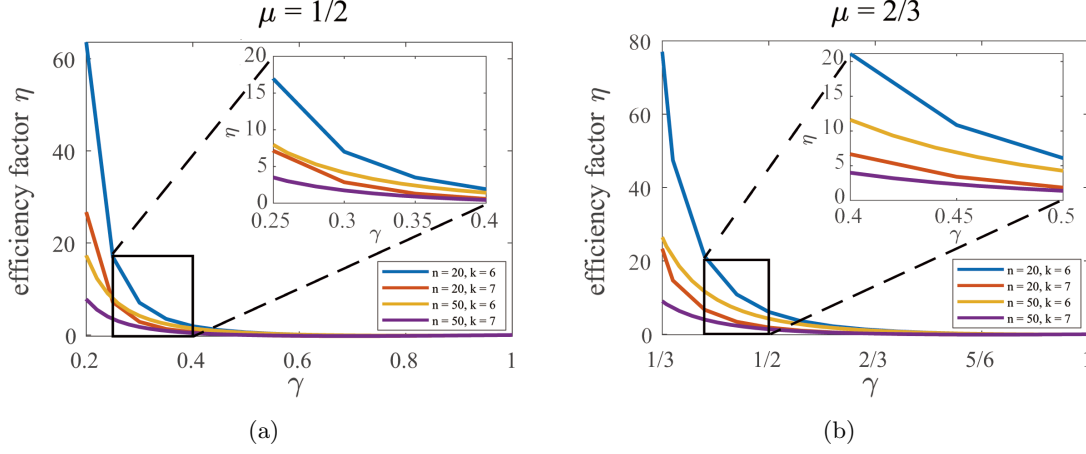 μ = 1/2
efficiency factor η
60
40
20
0
0.2
0.4
0.6
0.8
1
γ
20
15
10
5
0
η
0.25
0.3
0.35
0.4
γ
n = 20, k = 6
n = 20, k = 7
n = 50, k = 6
n = 50, k = 7
(a)
μ = 2/3
efficiency factor η
80
60
40
20
0
1/3
1/2
2/3
5/6
1
γ
20
15
10
5
0
η
0.4
0.45
0.5
γ
n = 20, k = 6
n = 20, k = 7
n = 50, k = 6
n = 50, k = 7
(b)